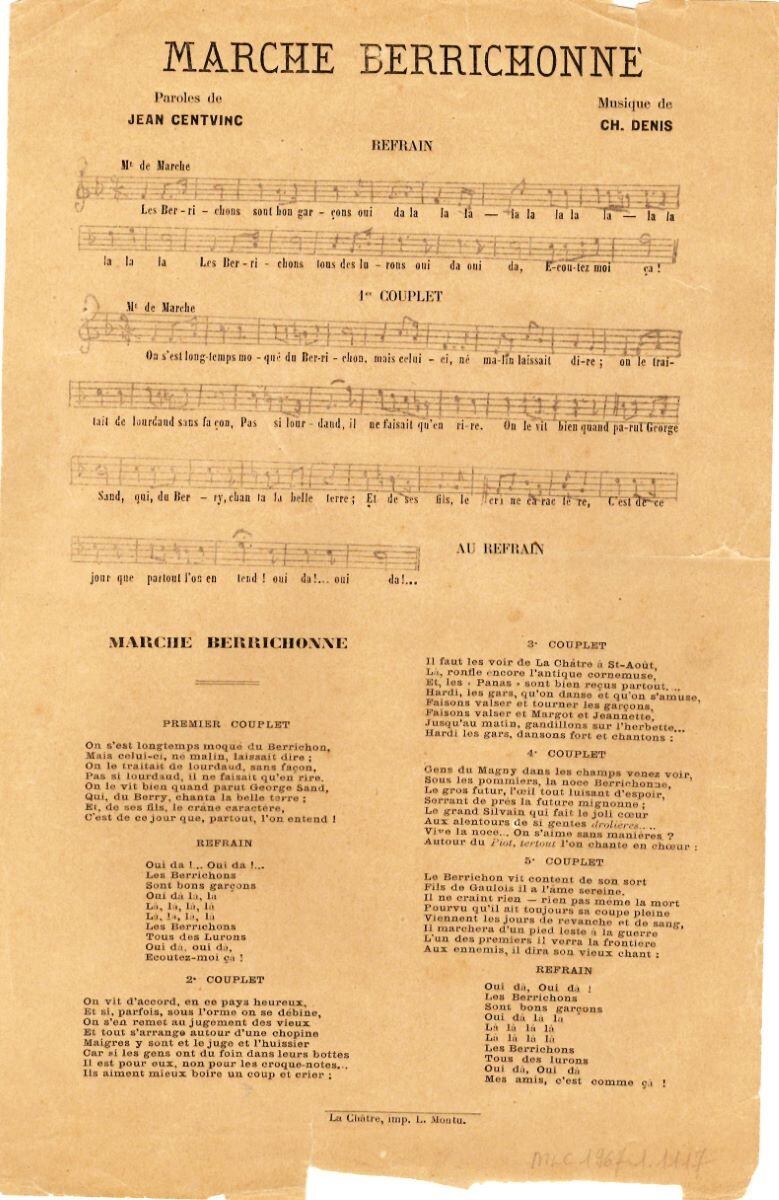 MARCHE BERRICHONNE
Paroles de
JEAN CENTVINC
Musique de
CH. DENIS
REFRAIN
Mt de Marche
Les Ber-ri-chons sont bon gar-çons oui da la la la — la la la la la — la la
la la la Les Ber-ri-chons tous des lu-rons oui da oui da, E-cou-tez moi ça !
1er COUPLET
Mt de Marche
On s'est long-temps mo-qué du Ber-ri-chon, mais celui-ci, né ma-lin laissait di-re ; on le trai-
tait de lourdaud sans fa çon, Pas si lour-daud, il ne faisait qu'en ri-re. On le vit bien quand pa-rut George
Sand, qui, du Ber-ry, chan ta la belle terre ; Et de ses fils, le ca rac tè re, C'est de ce
jour que partout l'on en tend ! oui da!... oui da!...
AU REFRAIN
MARCHE BERRICHONNE
PREMIER COUPLET
On s'est longtemps moqué du Berrichon,
Mais celui-ci, ne malin, laissait dire ;
On le traitait de lourdaud, sans façon,
Pas si lourdaud, il ne faisait qu'en rire.
On le vit bien quand parut George Sand,
Qui, du Berry, chanta la belle terre ;
Et, de ses fils, le crâne caractère,
C'est de ce jour que, partout, l'on entend !
REFRAIN
Oui da !... Oui da !...
Les Berrichons
Sont bons garçons
Oui dà la, la
Là, la, là, là
Là, la, là, là
Les Berrichons
Tous des Lurons
Oui dà, oui dà,
Ecoutez-moi ça !
2e COUPLET
On vit d'accord, en ce pays heureux,
Et si, parfois, sous l'orme on se débine,
On s'en remet au jugement des vieux
Et tout s'arrange autour d'une chopine
Maigres y sont et le juge et l'huissier
Car si les gens ont du foin dans leurs bottes
Il est pour eux, non pour les croque-notes...
Ils aiment mieux boire un coup et crier :
3e COUPLET
Il faut les voir de La Châtre à St-Août,
Là, ronfle encore l'antique cornemuse,
Et, les « Panas » sont bien reçus partout....
Hardi, les gars, qu'on danse et qu'on s'amuse,
Faisons valser et tourner les garçons,
Faisons valser et Margot et Jeannette,
Jusqu'au matin, gandillons sur l'herbette...
Hardi les gars, dansons fort et chantons :
4e COUPLET
Gens du Magny dans les champs venez voir,
Sous les pommiers, la noce Berrichonne,
Le gros futur, l'œil tout luisant d'espoir,
Serrant de près la future mignonne ;
Le grand Silvain qui fait le joli cœur
Aux alentours de si gentes drolières....
Vive la noce... On s'aime sans manières ?
Autour du Piot, tertout l'on chante en chœur :
5e COUPLET
Le Berrichon vit content de son sort
Fils de Gaulois il a l'âme sereine.
Il ne craint rien — rien pas même la mort
Pourvu qu'il ait toujours sa coupe pleine
Viennent les jours de revanche et de sang,
Il marchera d'un pied leste à la guerre
L'un des premiers il verra la frontière
Aux ennemis, il dira son vieux chant :
REFRAIN
Oui dà, Oui dà !
Les Berrichons
Sont bons garçons
Oui dà là la
Là là là là
Là là là là
Les Berrichons
Tous des lurons
Oui dà, Oui dà
Mes amis, c'est comme ça !
La Châtre, imp. L. Montu.
MLC 1967.1.1117